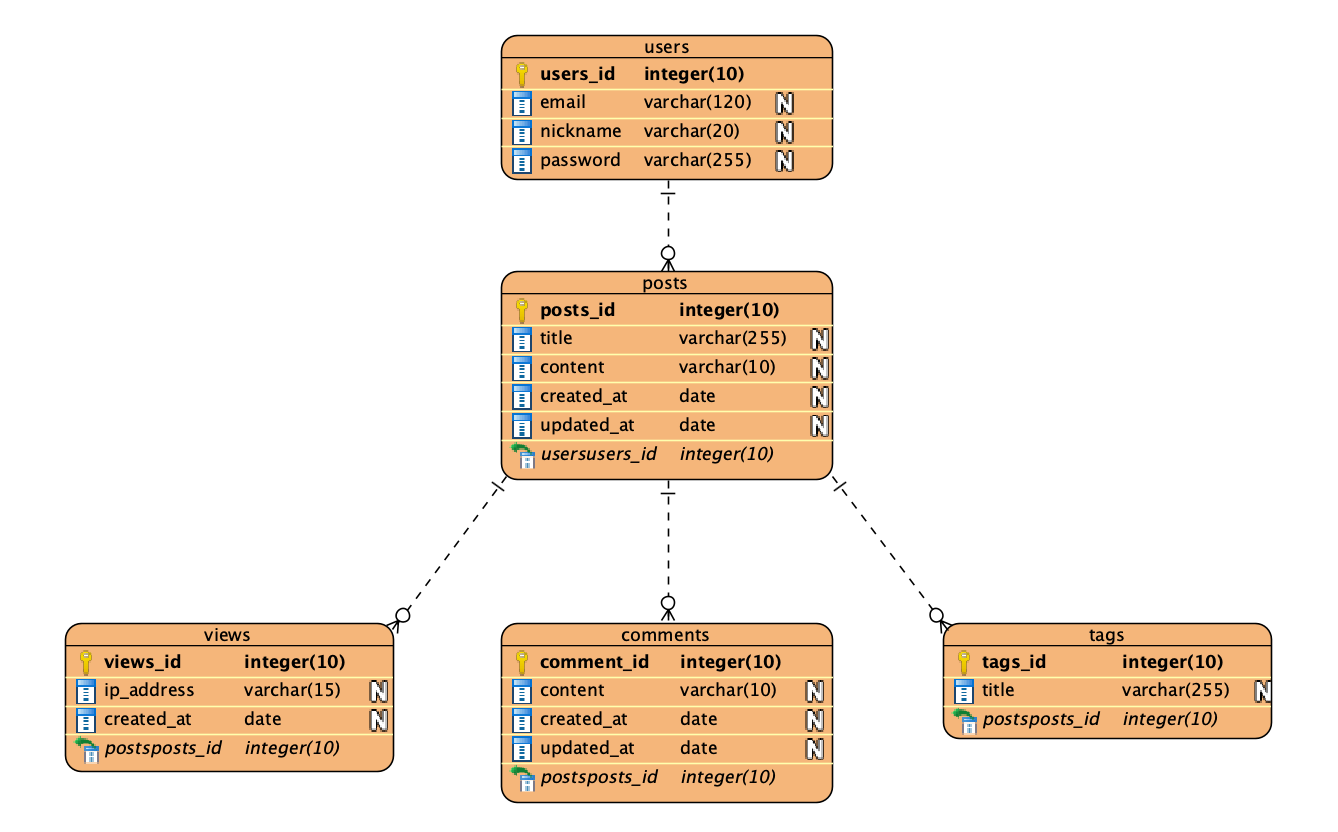 users
users_id integer(10)
email varchar(120) N
nickname varchar(20) N
password varchar(255) N
posts
posts_id integer(10)
title varchar(255) N
content varchar(10) N
created_at date N
updated_at date N
usersusers_id integer(10)
views
views_id integer(10)
ip_address varchar(15) N
created_at date N
postsposts_id integer(10)
comments
comment_id integer(10)
content varchar(10) N
created_at date N
updated_at date N
postsposts_id integer(10)
tags
tags_id integer(10)
title varchar(255) N
postsposts_id integer(10)